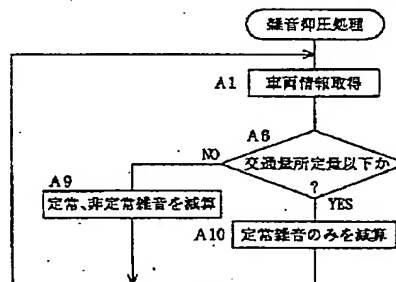 雑音抑圧処理
A1
車両情報取得
A6
NO
交通量所定量以下か
?
A9
YES
定常、非定常雑音を減算
A10
定常雑音のみを減算